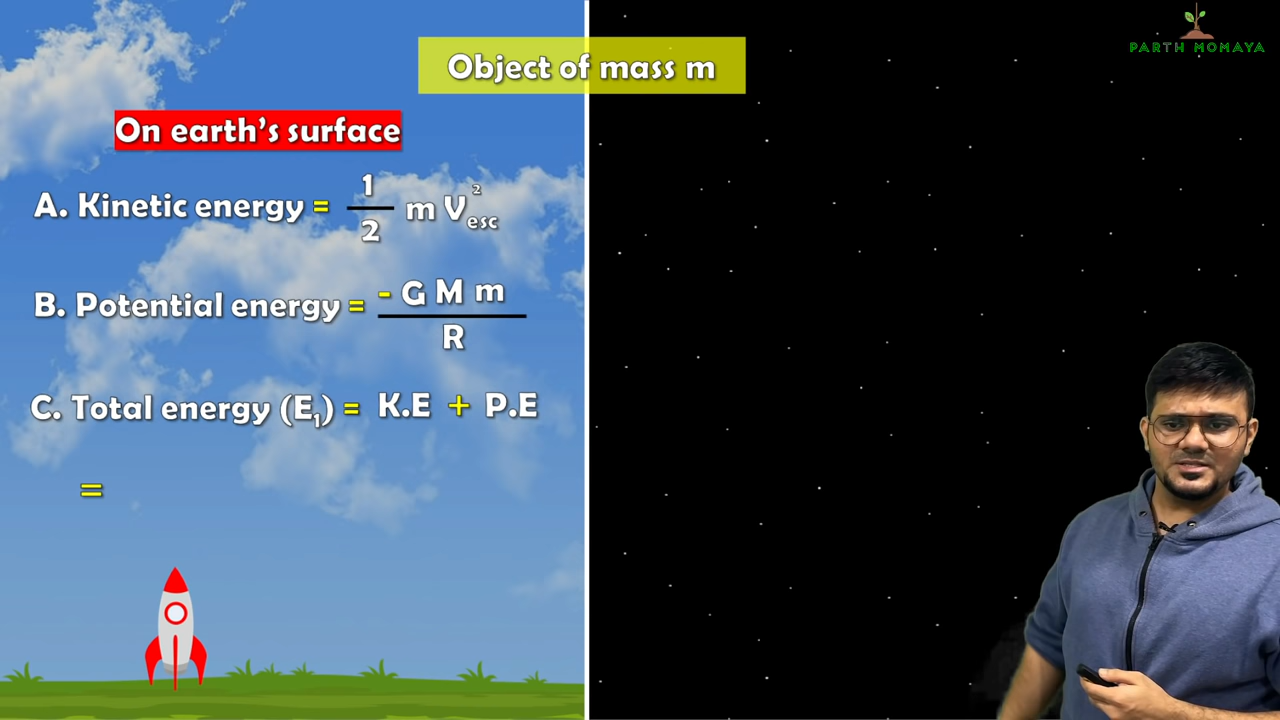 Object of mass m
PARTH MOMAYA
On earth's surface
A. Kinetic energy = 1/2 m V²esc
B. Potential energy = - G M m / R
C. Total energy (E₁) = K.E + P.E
=